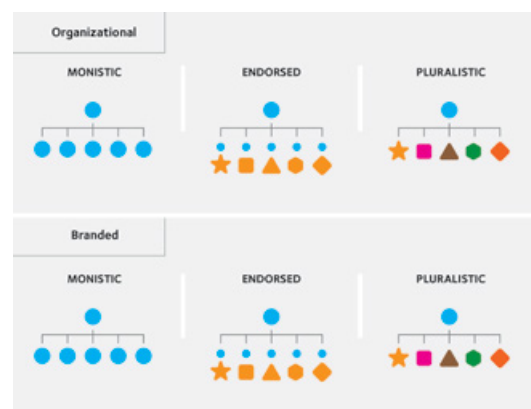 Organizational
MONISTIC ENDORSED PLURALISTIC
Branded
MONISTIC ENDORSED PLURALISTIC